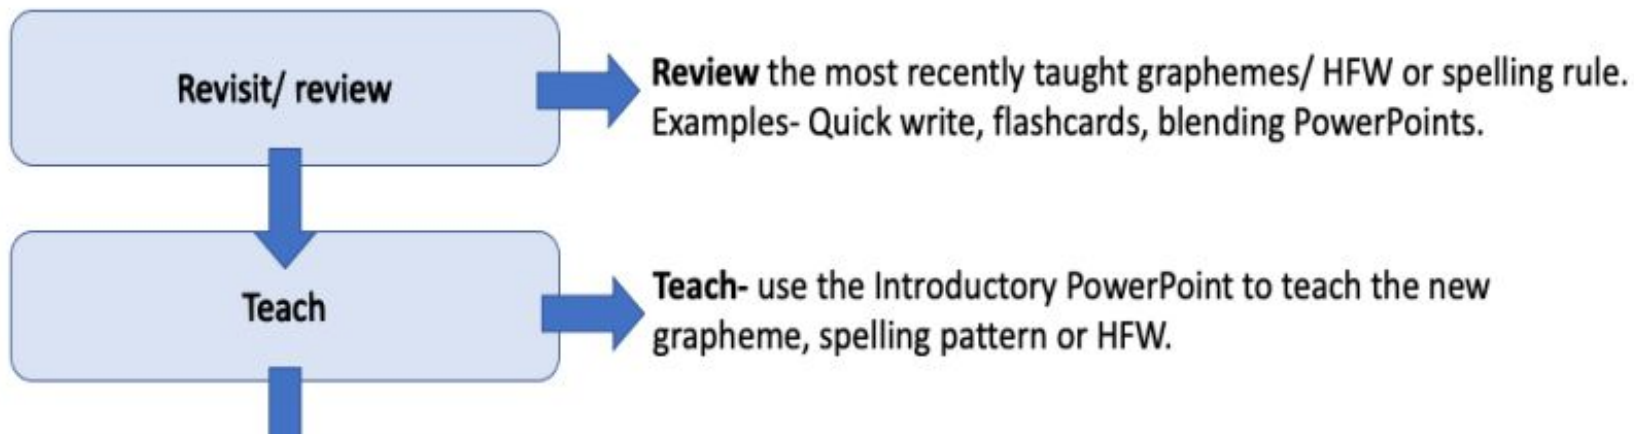 Revisit/ review
Review the most recently taught graphemes/ HFW or spelling rule.
Examples- Quick write, flashcards, blending PowerPoints.
Teach
Teach- use the Introductory PowerPoint to teach the new
grapheme, spelling pattern or HFW.